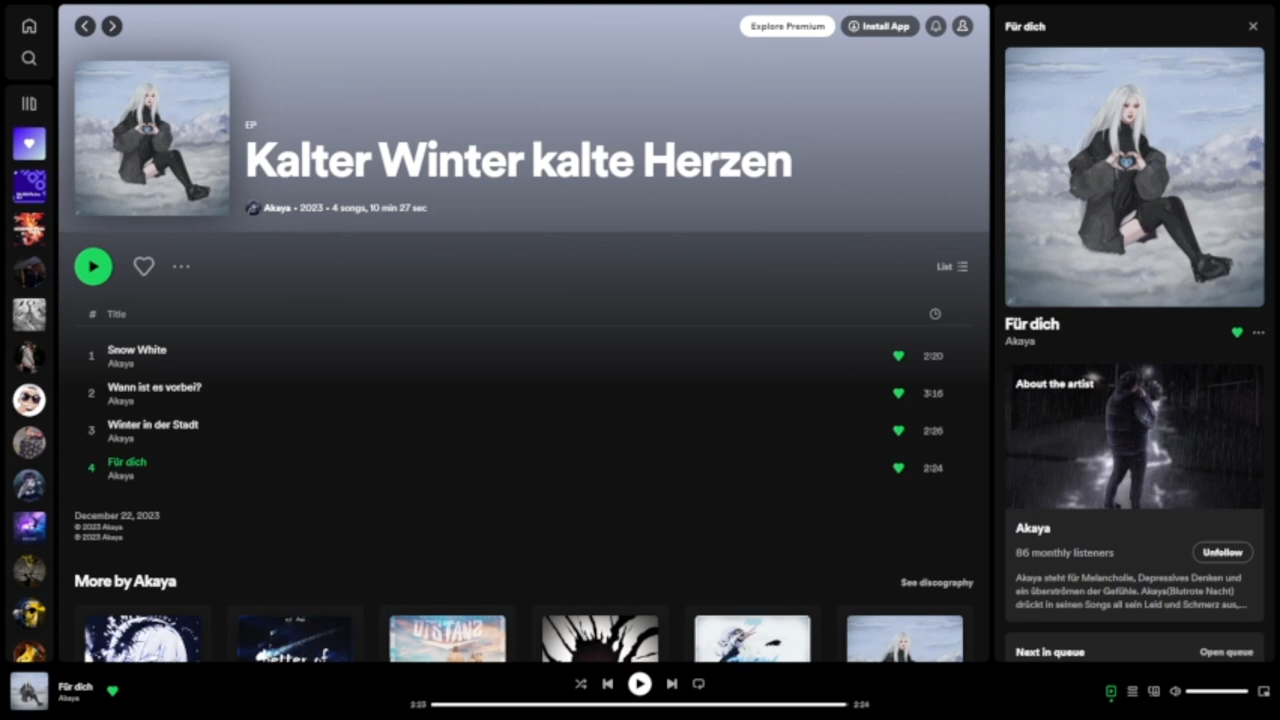 Explore Premium
Install App
EP
Kalter Winter kalte Herzen
Akaya • 2023 • 4 songs, 10 min 27 sec
List
# Title
1 Snow White 2:20
Akaya
2 Wann ist es vorbei? 3:16
Akaya
3 Winter in der Stadt 2:26
Akaya
4 Für dich 2:24
Akaya
December 22, 2023
© 2023 Akaya
℗ 2023 Akaya
More by Akaya
See discography
DISTANZ
Für dich
Für dich
Akaya
About the artist
Akaya
86 monthly listeners
Unfollow
Akaya steht für Melancholie, Depressives Denken und
ein überströmen der Gefühle. Akaya(Blutrote Nacht)
drückt in seinen Songs all sein Leid und Schmerz aus,...
Next in queue
Open queue
Für dich
Akaya
2:23
2:24